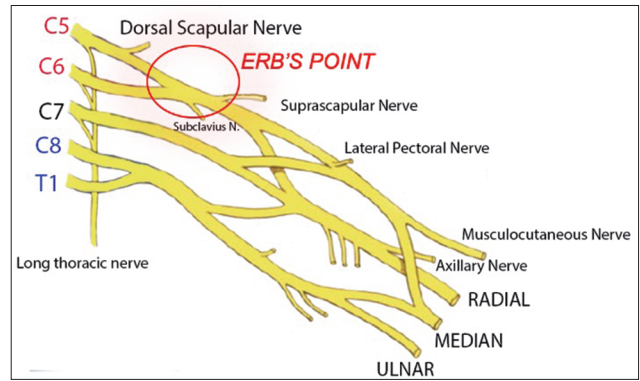 C5
Dorsal Scapular Nerve
C6
ERB'S POINT
C7
Suprascapular Nerve
Subclavius N.
C8
Lateral Pectoral Nerve
T1
Musculocutaneous Nerve
Long thoracic nerve
Axillary Nerve
RADIAL
MEDIAN
ULNAR